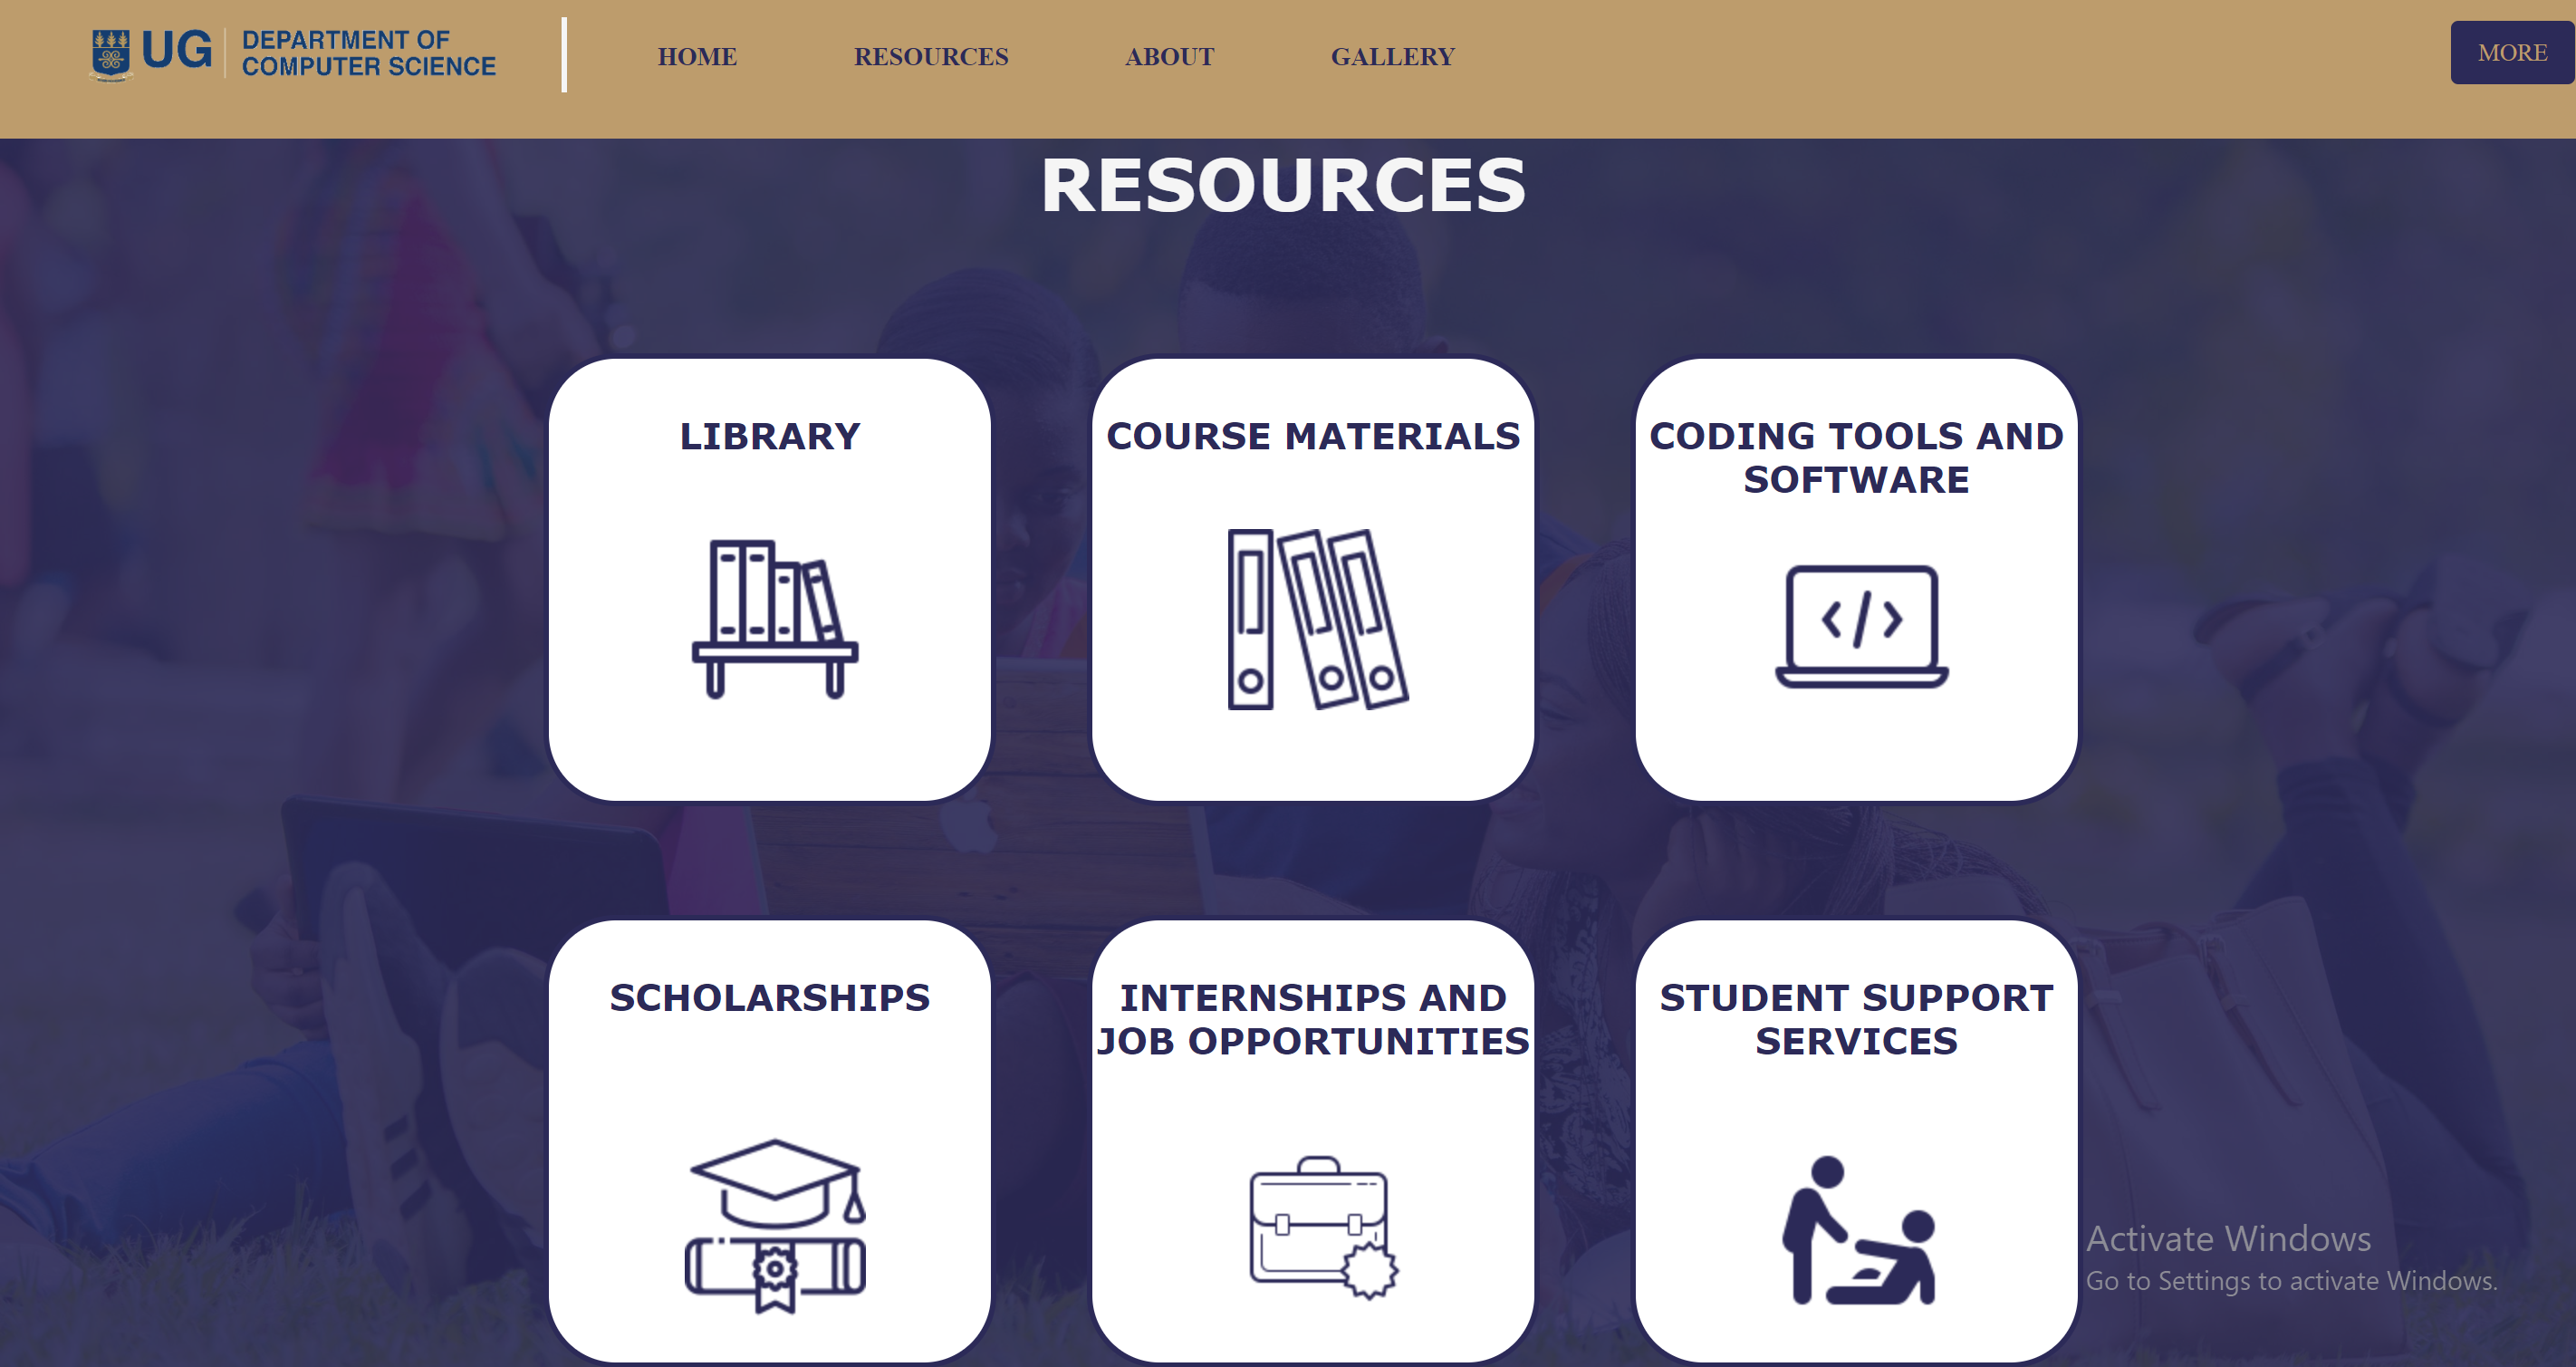 UG
DEPARTMENT OF
COMPUTER SCIENCE
HOME
RESOURCES
ABOUT
GALLERY
MORE
RESOURCES
LIBRARY
COURSE MATERIALS
CODING TOOLS AND
SOFTWARE
</>
SCHOLARSHIPS
INTERNSHIPS AND
JOB OPPORTUNITIES
STUDENT SUPPORT
SERVICES
Activate Windows
Go to Settings to activate Windows.